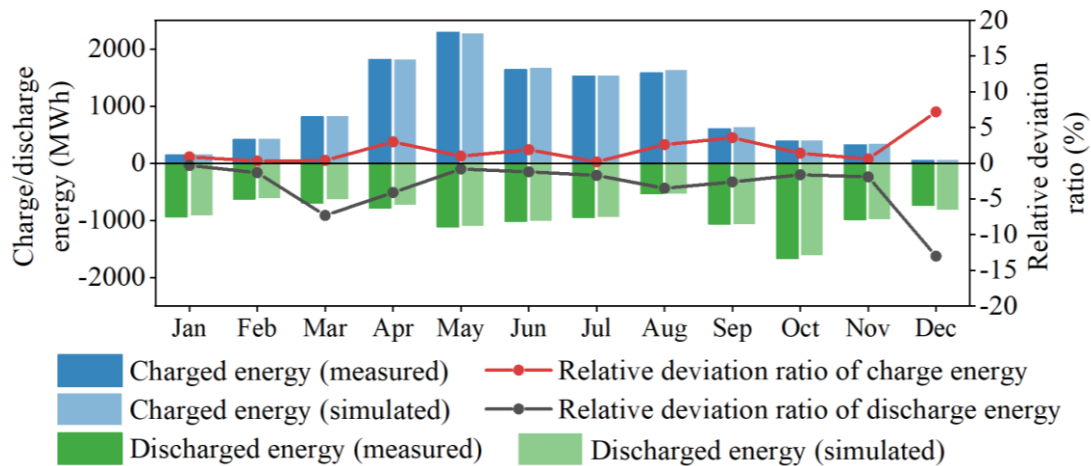 Charge/discharge
energy (MWh)
2000
1000
0
-1000
-2000
20
15
10
5
0
-5
-10
-15
-20
Relative deviation
ratio (%)
Jan Feb Mar Apr May Jun Jul Aug Sep Oct Nov Dec
Charged energy (measured) Relative deviation ratio of charge energy
Charged energy (simulated) Relative deviation ratio of discharge energy
Discharged energy (measured) Discharged energy (simulated)